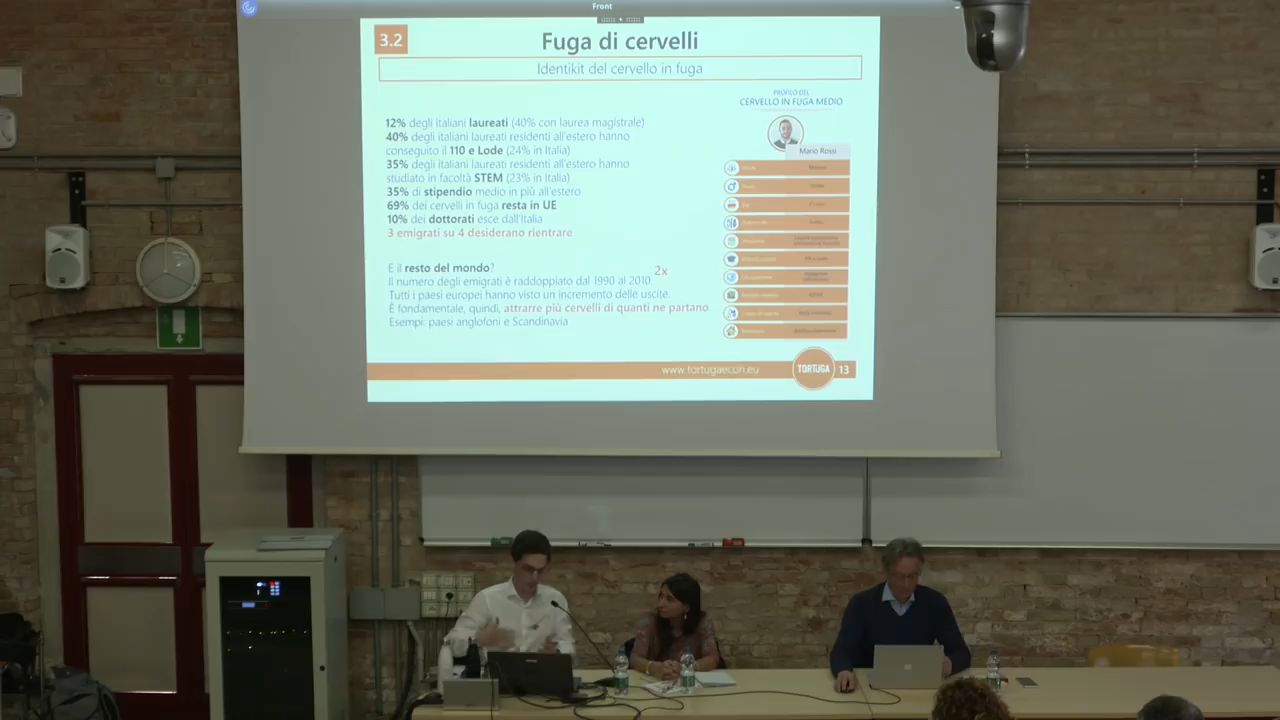 Front
3.2
Fuga di cervelli
Identikit del cervello in fuga
PROFILO DEL
CERVELLO IN FUGA MEDIO
Mario Rossi
12% degli italiani laureati (40% con laurea magistrale)
40% degli italiani laureati residenti all'estero hanno
conseguito il 110 e Lode (24% in Italia)
35% degli italiani laureati residenti all'estero hanno
studiato in facoltà STEM (23% in Italia)
35% di stipendio medio in più all'estero
69% dei cervelli in fuga resta in UE
10% dei dottorati esce dall'Italia
3 emigrati su 4 desiderano rientrare
E il resto del mondo?
2x
Il numero degli emigrati è raddoppiato dal 1990 al 2010.
Tutti i paesi europei hanno visto un incremento delle uscite.
È fondamentale, quindi, attrarre più cervelli di quanti ne partano
Esempi: paesi anglofoni e Scandinavia
www.tortugaecon.eu
TORTUGA
13